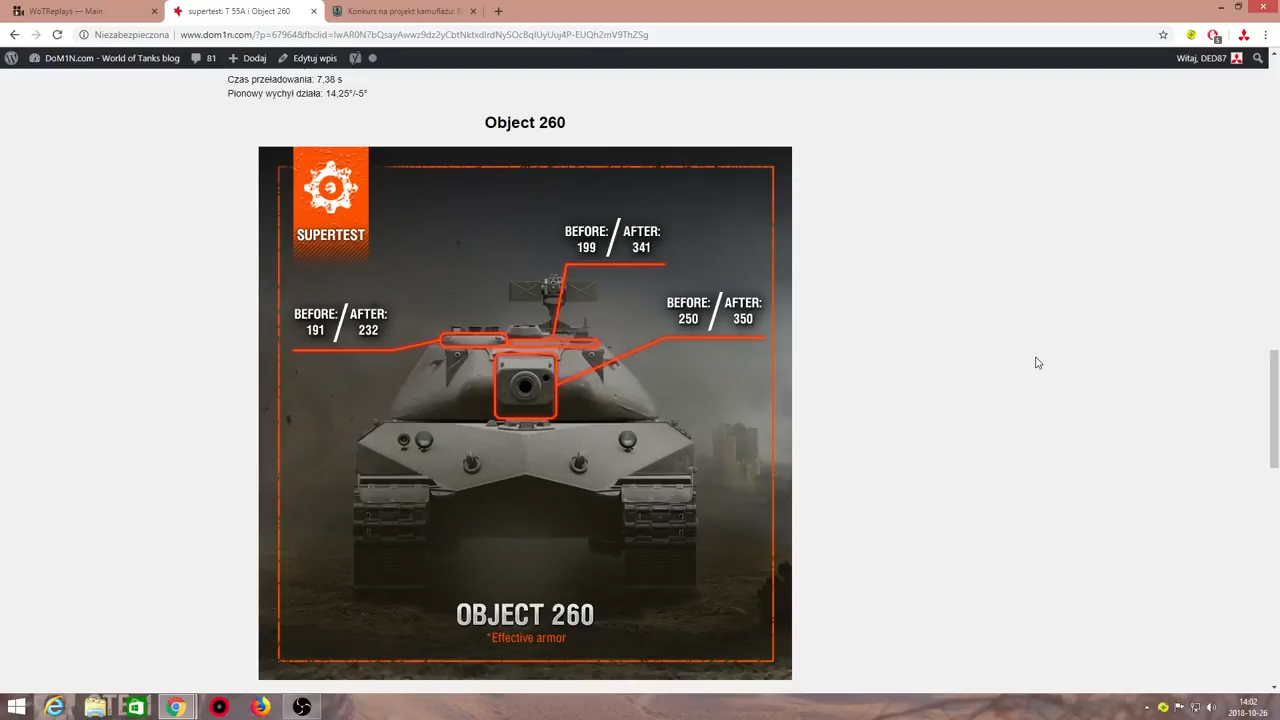 WoTReplays — Main
supertest: T 55A i Object 260
Konkurs na projekt kamuflażu: 8
Niezabezpieczona
www.dom1n.com/?p=67964&fbclid=IwAR0N7bQsayAwwz9dz2yCbtNktxdIrdNySOcBqIUyUuj4P-EUQh2mV9ThZSg
DoM1N.com - World of Tanks blog
81
Dodaj
Edytuj wpis
Witaj, DED87
Czas przeładowania: 7,38 s
Pionowy wychył działa: 14,25°/-5°
Object 260
SUPERTEST
BEFORE: / AFTER:
199 341
BEFORE: / AFTER:
250 350
BEFORE: / AFTER:
191 232
OBJECT 260
*Effective armor
14:02
2018-10-26